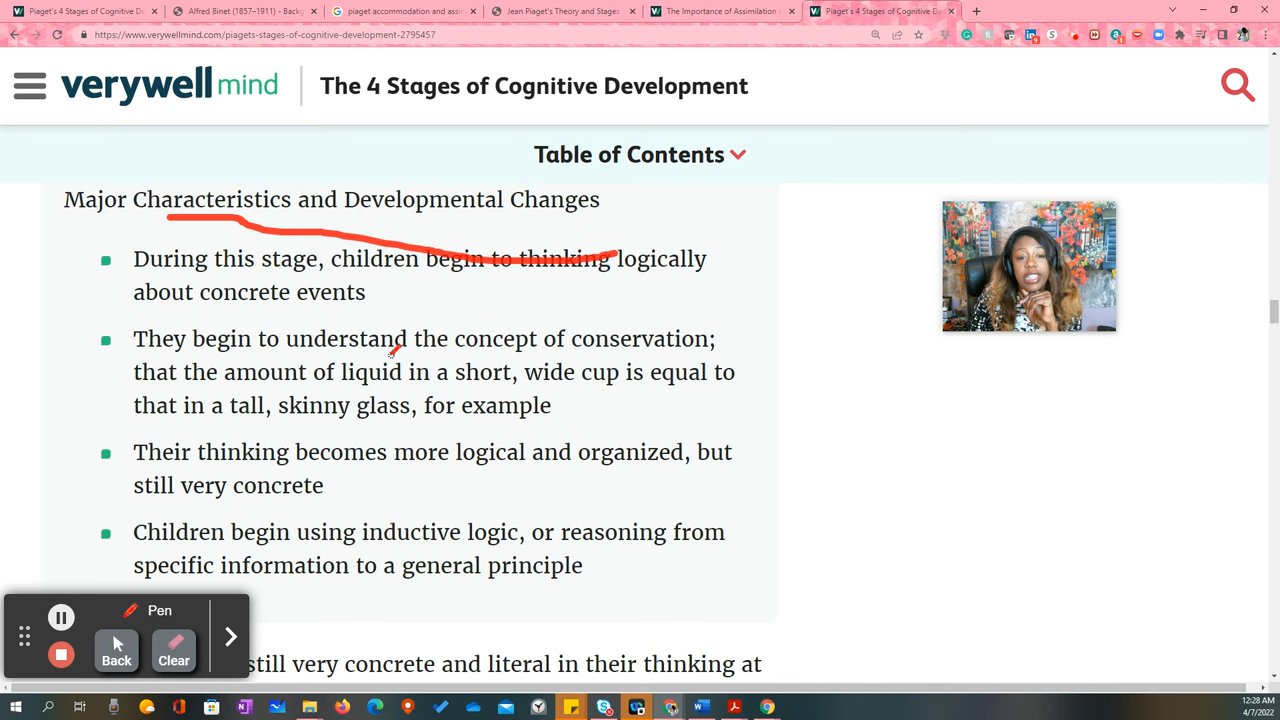 Piaget's 4 Stages of Cognitive D
Alfred Binet (1857–1911) - Backg
piaget accommodation and assi
Jean Piaget's Theory and Stages
The Importance of Assimilation in
Piaget's 4 Stages of Cognitive De
https://www.verywellmind.com/piagets-stages-of-cognitive-development-2795457
verywell mind
The 4 Stages of Cognitive Development
Table of Contents
Major Characteristics and Developmental Changes
During this stage, children begin to thinking logically
about concrete events
They begin to understand the concept of conservation;
that the amount of liquid in a short, wide cup is equal to
that in a tall, skinny glass, for example
Their thinking becomes more logical and organized, but
still very concrete
Children begin using inductive logic, or reasoning from
specific information to a general principle
Pen
Back
Clear
still very concrete and literal in their thinking at
12:28 AM
4/7/2022